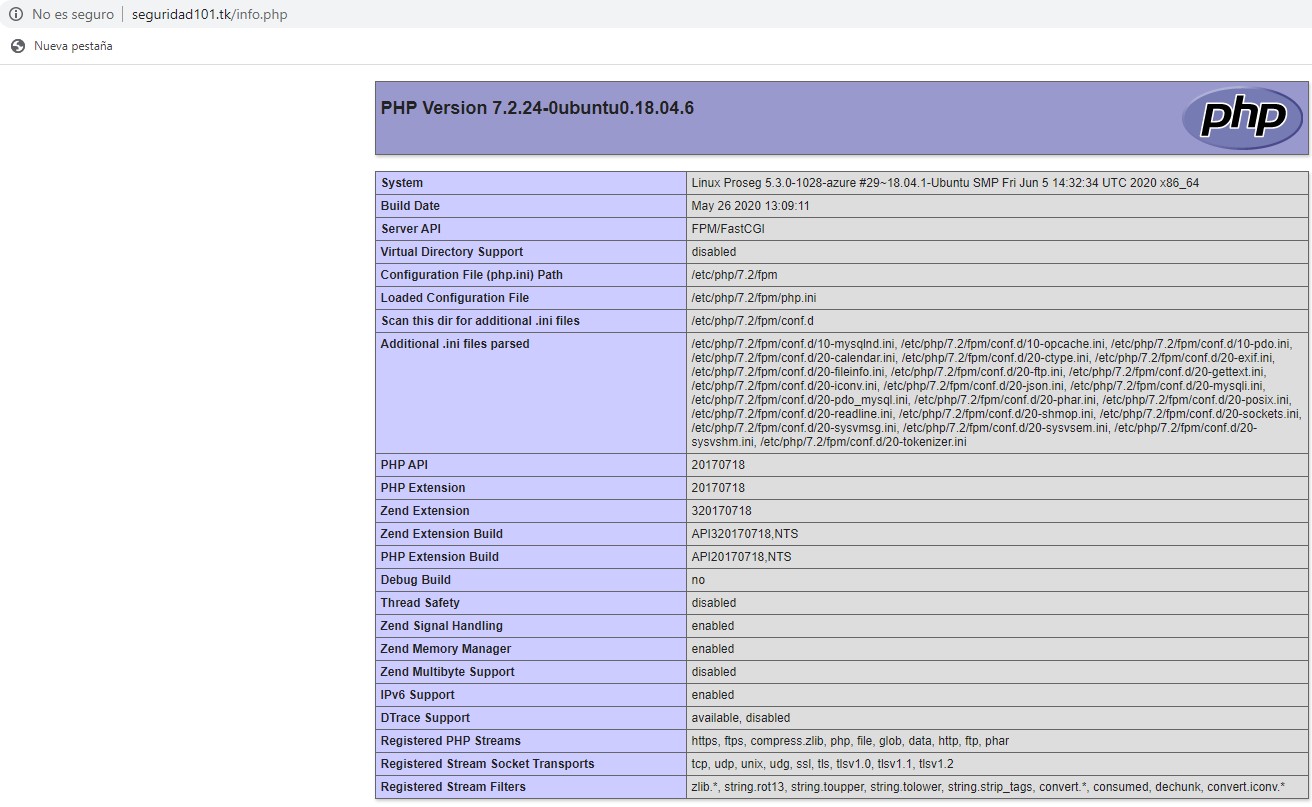 No es seguro | seguridad101.tk/info.php
Nueva pestaña
PHP Version 7.2.24-0ubuntu0.18.04.6
php
System Linux Proseg 5.3.0-1028-azure #29~18.04.1-Ubuntu SMP Fri Jun 5 14:32:34 UTC 2020 x86_64
Build Date May 26 2020 13:09:11
Server API FPM/FastCGI
Virtual Directory Support disabled
Configuration File (php.ini) Path /etc/php/7.2/fpm
Loaded Configuration File /etc/php/7.2/fpm/php.ini
Scan this dir for additional .ini files /etc/php/7.2/fpm/conf.d
Additional .ini files parsed /etc/php/7.2/fpm/conf.d/10-mysqlnd.ini, /etc/php/7.2/fpm/conf.d/10-opcache.ini, /etc/php/7.2/fpm/conf.d/10-pdo.ini,
/etc/php/7.2/fpm/conf.d/20-calendar.ini, /etc/php/7.2/fpm/conf.d/20-ctype.ini, /etc/php/7.2/fpm/conf.d/20-exif.ini,
/etc/php/7.2/fpm/conf.d/20-fileinfo.ini, /etc/php/7.2/fpm/conf.d/20-ftp.ini, /etc/php/7.2/fpm/conf.d/20-gettext.ini,
/etc/php/7.2/fpm/conf.d/20-iconv.ini, /etc/php/7.2/fpm/conf.d/20-json.ini, /etc/php/7.2/fpm/conf.d/20-mysqli.ini,
/etc/php/7.2/fpm/conf.d/20-pdo_mysql.ini, /etc/php/7.2/fpm/conf.d/20-phar.ini, /etc/php/7.2/fpm/conf.d/20-posix.ini,
/etc/php/7.2/fpm/conf.d/20-readline.ini, /etc/php/7.2/fpm/conf.d/20-shmop.ini, /etc/php/7.2/fpm/conf.d/20-sockets.ini,
/etc/php/7.2/fpm/conf.d/20-sysvmsg.ini, /etc/php/7.2/fpm/conf.d/20-sysvsem.ini, /etc/php/7.2/fpm/conf.d/20-
sysvshm.ini, /etc/php/7.2/fpm/conf.d/20-tokenizer.ini
PHP API 20170718
PHP Extension 20170718
Zend Extension 320170718
Zend Extension Build API320170718,NTS
PHP Extension Build API20170718,NTS
Debug Build no
Thread Safety disabled
Zend Signal Handling enabled
Zend Memory Manager enabled
Zend Multibyte Support disabled
IPv6 Support enabled
DTrace Support available, disabled
Registered PHP Streams https, ftps, compress.zlib, php, file, glob, data, http, ftp, phar
Registered Stream Socket Transports tcp, udp, unix, udg, ssl, tls, tlsv1.0, tlsv1.1, tlsv1.2
Registered Stream Filters zlib.*, string.rot13, string.toupper, string.tolower, string.strip_tags, convert.*, consumed, dechunk, convert.iconv.*